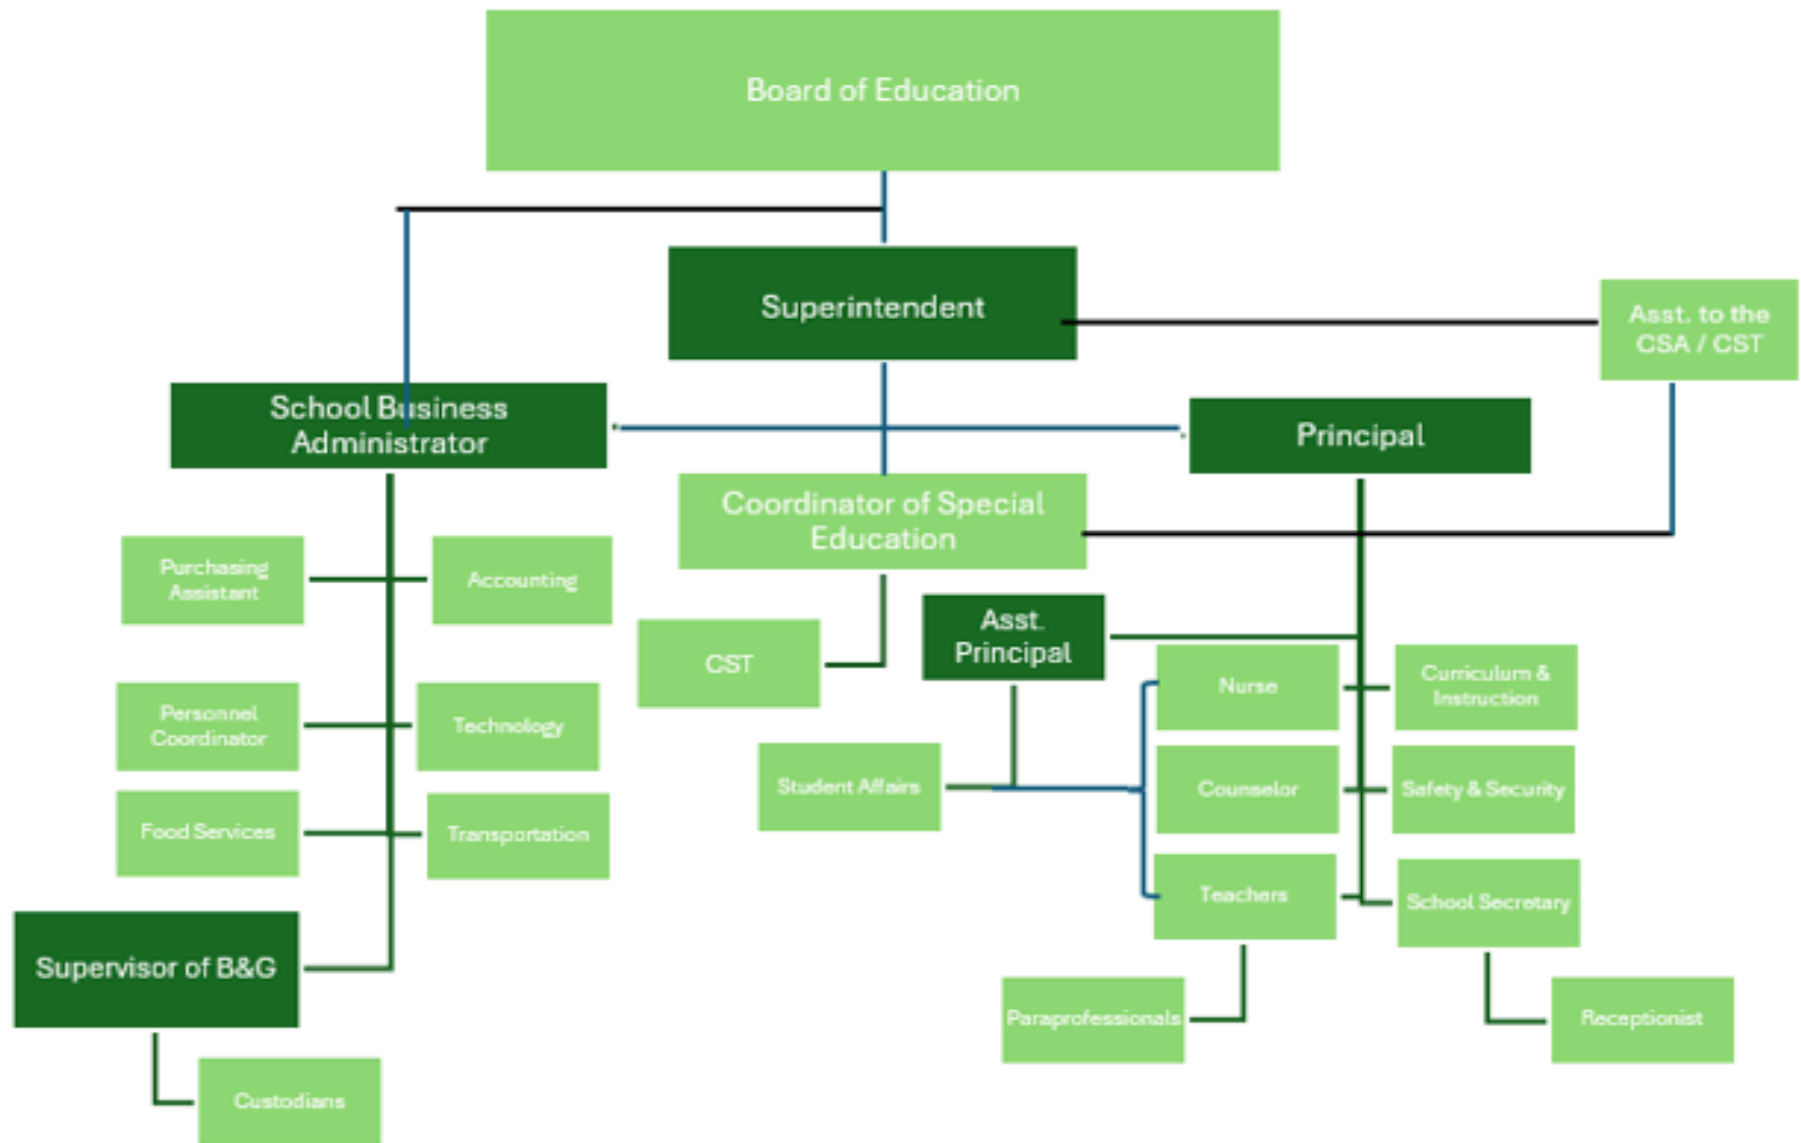 Board of Education
Superintendent
Asst. to the
CSA / CST
School Business
Administrator
Principal
Coordinator of Special
Education
Purchasing
Assistant
Accounting
CST
Asst.
Principal
Nurse
Curriculum &
Instruction
Personnel
Coordinator
Technology
Student Affairs
Counselor
Safety & Security
Food Services
Transportation
Teachers
School Secretary
Supervisor of B&G
Paraprofessionals
Receptionist
Custodians